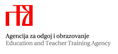 Agencija za odgoj i obrazovanje
Education and Teacher Training Agency